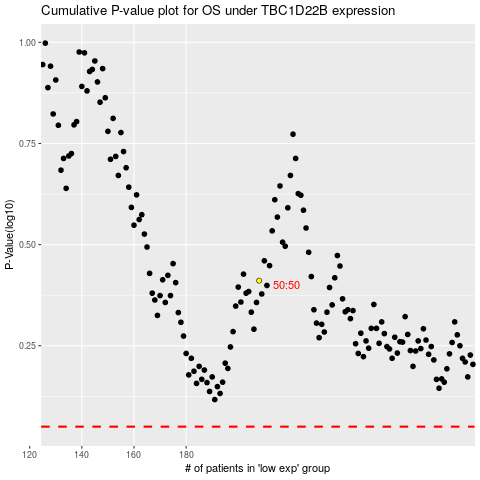 Cumulative P-value plot for OS under TBC1D22B expression
1.00
0.75
0.50
0.25
P-Value(log10)
50:50
120 140 160 180
# of patients in 'low exp' group